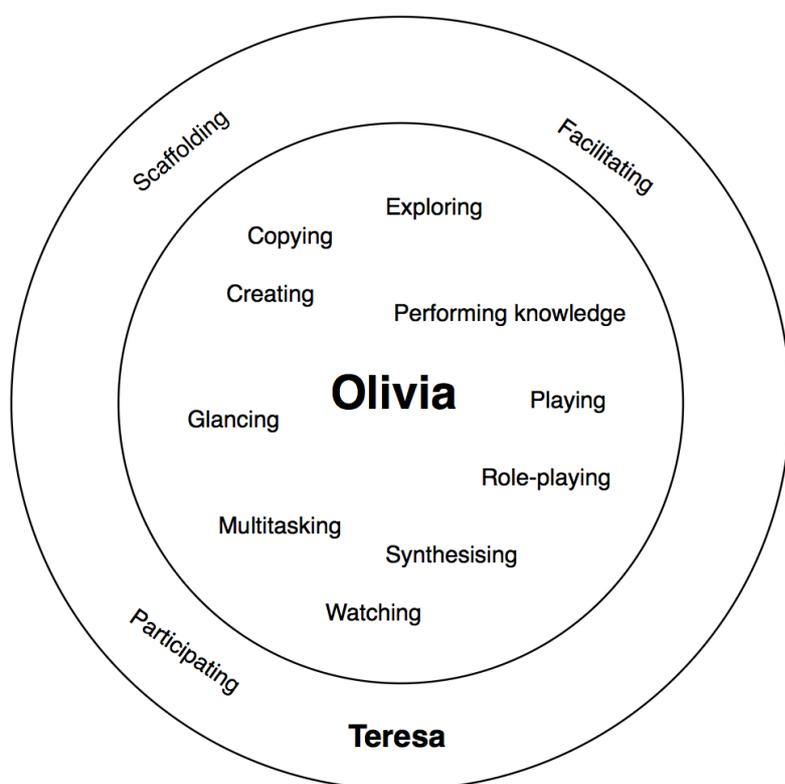 Scaffolding
Facilitating
Exploring
Copying
Creating
Performing knowledge
Olivia
Playing
Glancing
Role-playing
Multitasking
Synthesising
Watching
Participating
Teresa